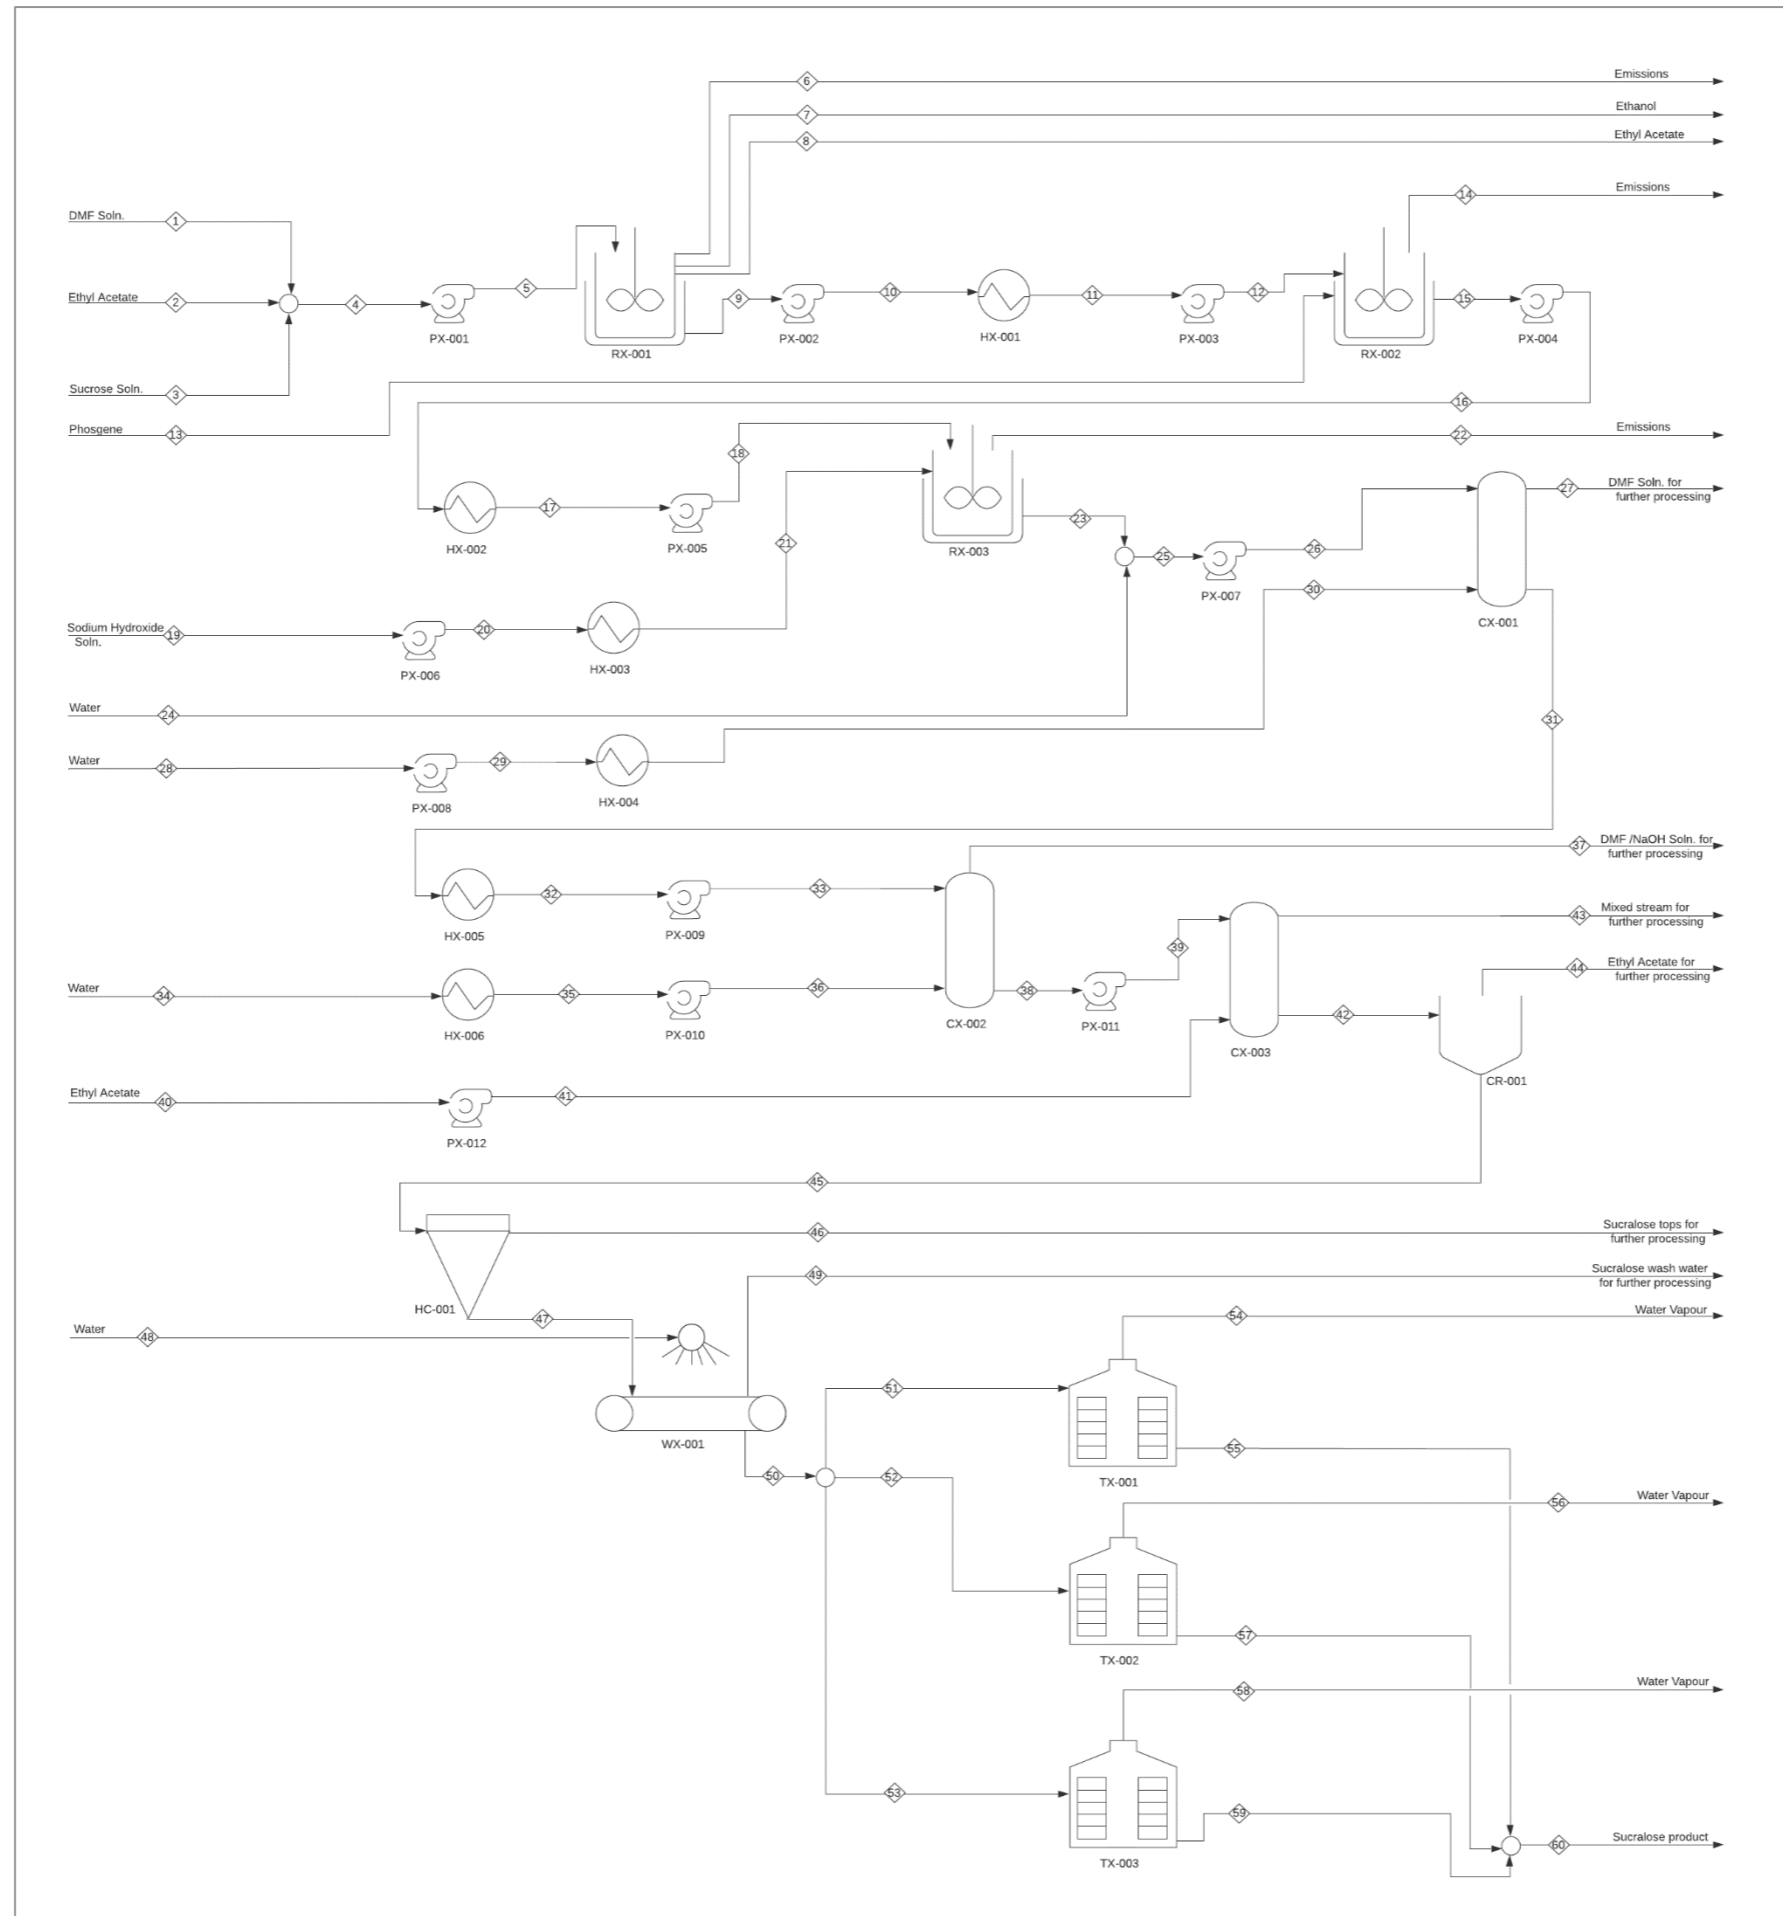 6
Emissions
7
Ethanol
8
Ethyl Acetate
14
Emissions
DMF Soln.
1
Ethyl Acetate
2
4
5
9
10
11
12
15
PX-001
RX-001
PX-002
HX-001
PX-003
RX-002
PX-004
Sucrose Soln.
3
16
Phosgene
13
22
Emissions
18
17
HX-002
PX-005
21
RX-003
23
25
26
27
DMF Soln. for
further processing
PX-007
30
CX-001
Sodium Hydroxide
Soln.
19
20
PX-006
HX-003
Water
24
31
Water
28
29
PX-008
HX-004
37
DMF /NaOH Soln. for
further processing
32
33
HX-005
PX-009
39
43
Mixed stream for
further processing
44
Ethyl Acetate for
further processing
Water
34
35
36
38
42
HX-006
PX-010
CX-002
PX-011
CX-003
CR-001
Ethyl Acetate
40
41
PX-012
45
46
Sucralose tops for
further processing
49
Sucralose wash water
for further processing
HC-001
47
54
Water Vapour
Water
48
51
WX-001
50
52
55
TX-001
56
Water Vapour
57
TX-002
58
Water Vapour
53
59
TX-003
60
Sucralose product